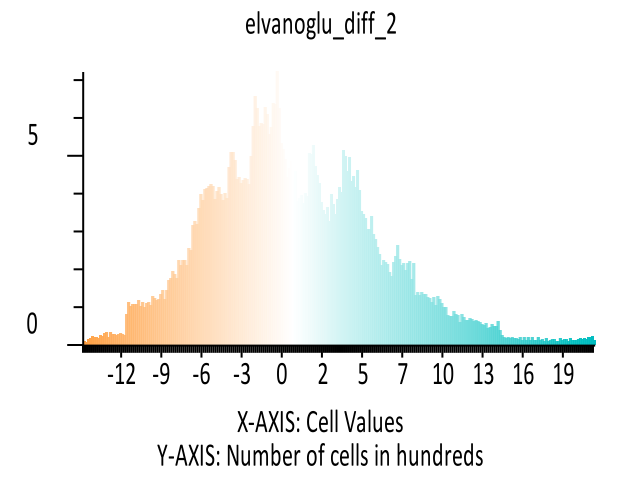 elvanoglu_diff_2
5
0
-12 -9 -6 -3 0 2 5 7 10 13 16 19
X-AXIS: Cell Values
Y-AXIS: Number of cells in hundreds